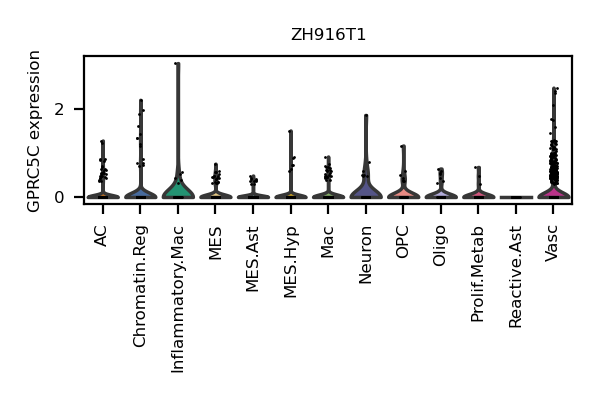 ZH916T1
GPRC5C expression
2
0
AC
Chromatin.Reg
Inflammatory.Mac
MES
MES.Ast
MES.Hyp
Mac
Neuron
OPC
Oligo
Prolif.Metab
Reactive.Ast
Vasc